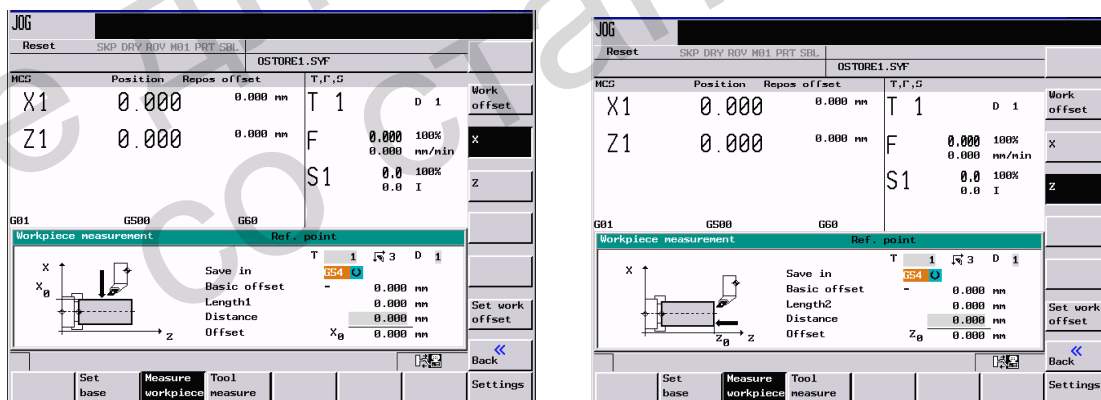 JOG
Reset SKP DRY ROV M01 PRT SBL
OSTORE1.SYF
MCS Position Repos offset T,Γ,S
X1 0.000 0.000 mm T 1 D 1
Work
offset
Z1 0.000 0.000 mm F 0.000 100%
0.000 mm/min
X
S1 0.0 100%
0.0 I
Z
G01 G500 G60
Workpiece measurement Ref. point
T 1 3 D 1
X
X0
Z
Save in G54
Basic offset - 0.000 mm
Length1 0.000 mm
Distance 0.000 mm
Offset X0 0.000 mm
Set work
offset
«
Back
Set
base
Measure
workpiece
Tool
measure
Settings
JOG
Reset SKP DRY ROV M01 PRT SBL
OSTORE1.SYF
MCS Position Repos offset T,Γ,S
X1 0.000 0.000 mm T 1 D 1
Work
offset
Z1 0.000 0.000 mm F 0.000 100%
0.000 mm/min
X
S1 0.0 100%
0.0 I
Z
G01 G500 G60
Workpiece measurement Ref. point
T 1 3 D 1
X
Z0 Z
Save in G54
Basic offset - 0.000 mm
Length2 0.000 mm
Distance 0.000 mm
Offset Z0 0.000 mm
Set work
offset
«
Back
Set
base
Measure
workpiece
Tool
measure
Settings